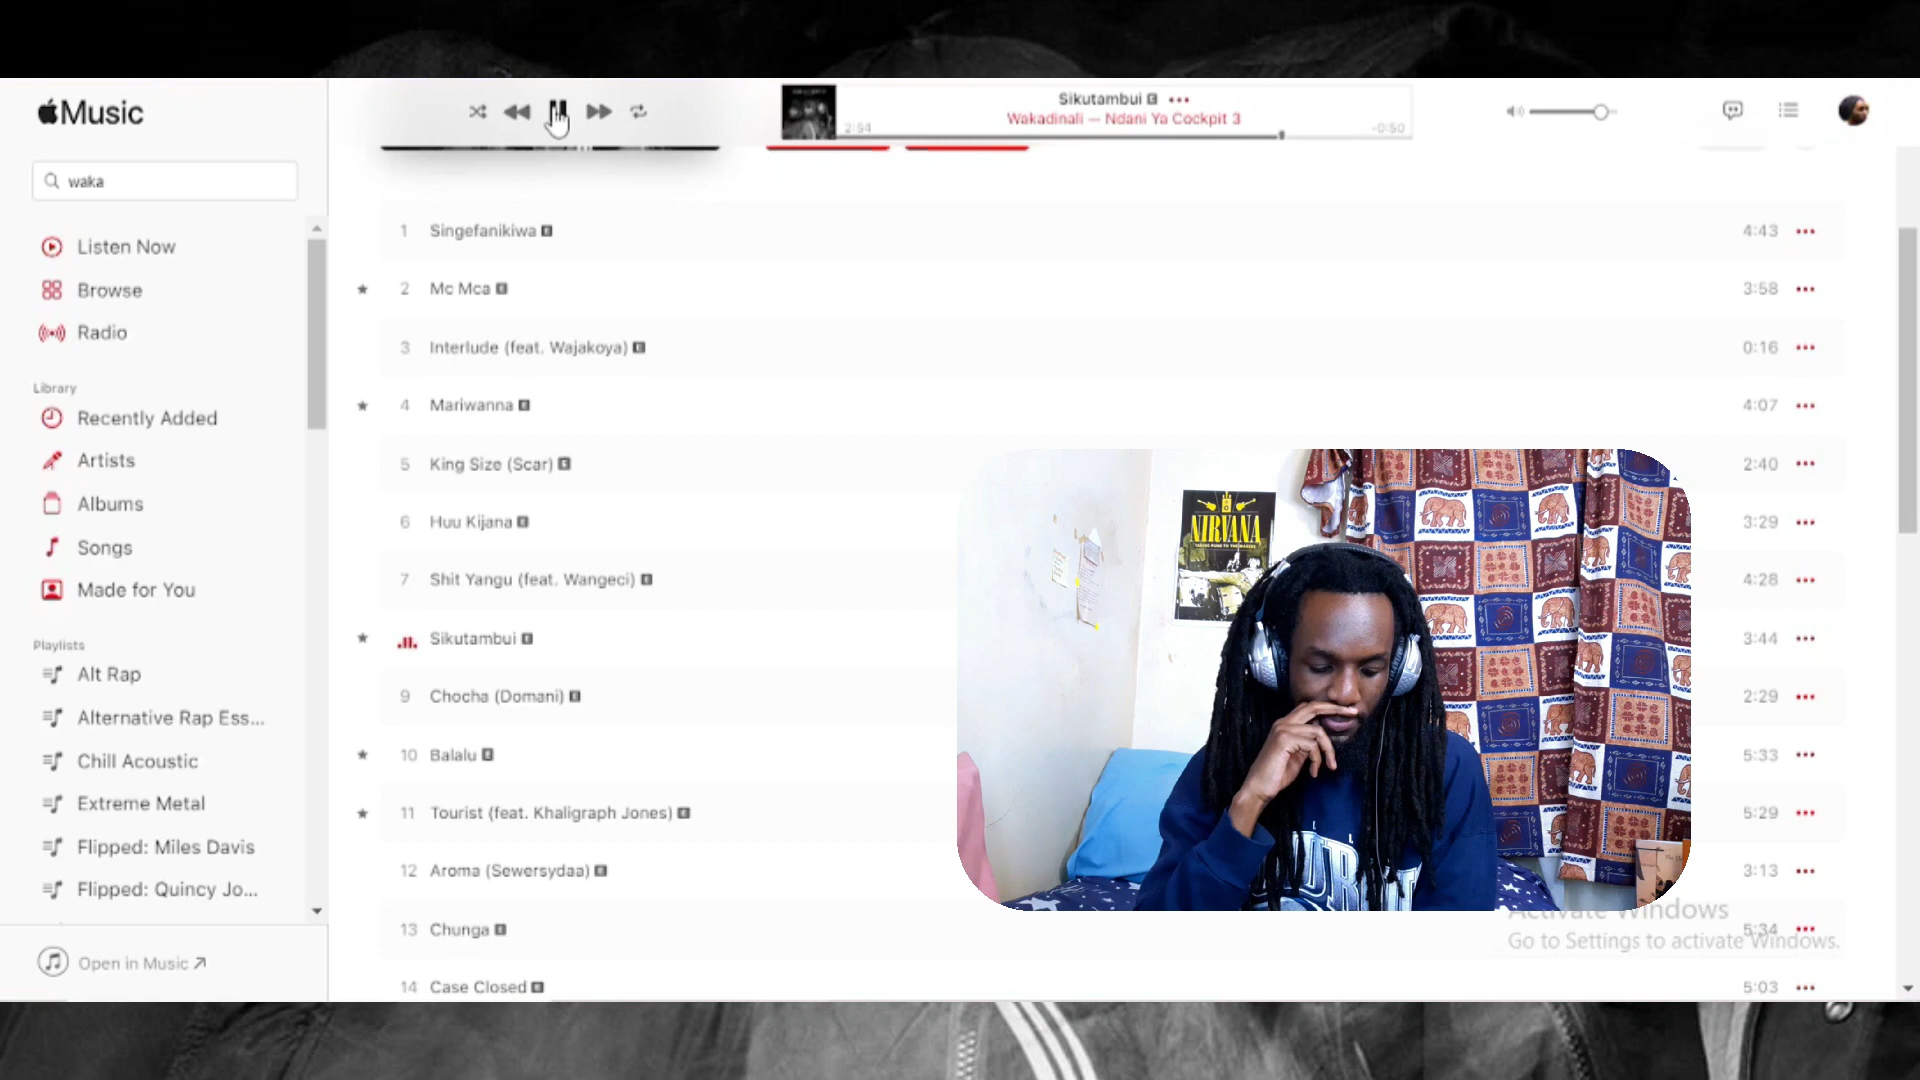 Music
Sikutambui E
Wakadinali — Ndani Ya Cockpit 3
2:54
-0:50
waka
Listen Now
Browse
Radio
Library
Recently Added
Artists
Albums
Songs
Made for You
Playlists
Alt Rap
Alternative Rap Ess...
Chill Acoustic
Extreme Metal
Flipped: Miles Davis
Flipped: Quincy Jo...
Open in Music
1 Singefanikiwa E 4:43
2 Mc Mca E 3:58
3 Interlude (feat. Wajakoya) E 0:16
4 Mariwanna E 4:07
5 King Size (Scar) E 2:40
6 Huu Kijana E 3:29
7 Shit Yangu (feat. Wangeci) E 4:28
Sikutambui E 3:44
9 Chocha (Domani) E 2:29
10 Balalu E 5:33
11 Tourist (feat. Khaligraph Jones) E 5:29
12 Aroma (Sewersydaa) E 3:13
13 Chunga E 5:34
14 Case Closed E 5:03
NIRVANA
Activate Windows
Go to Settings to activate Windows.